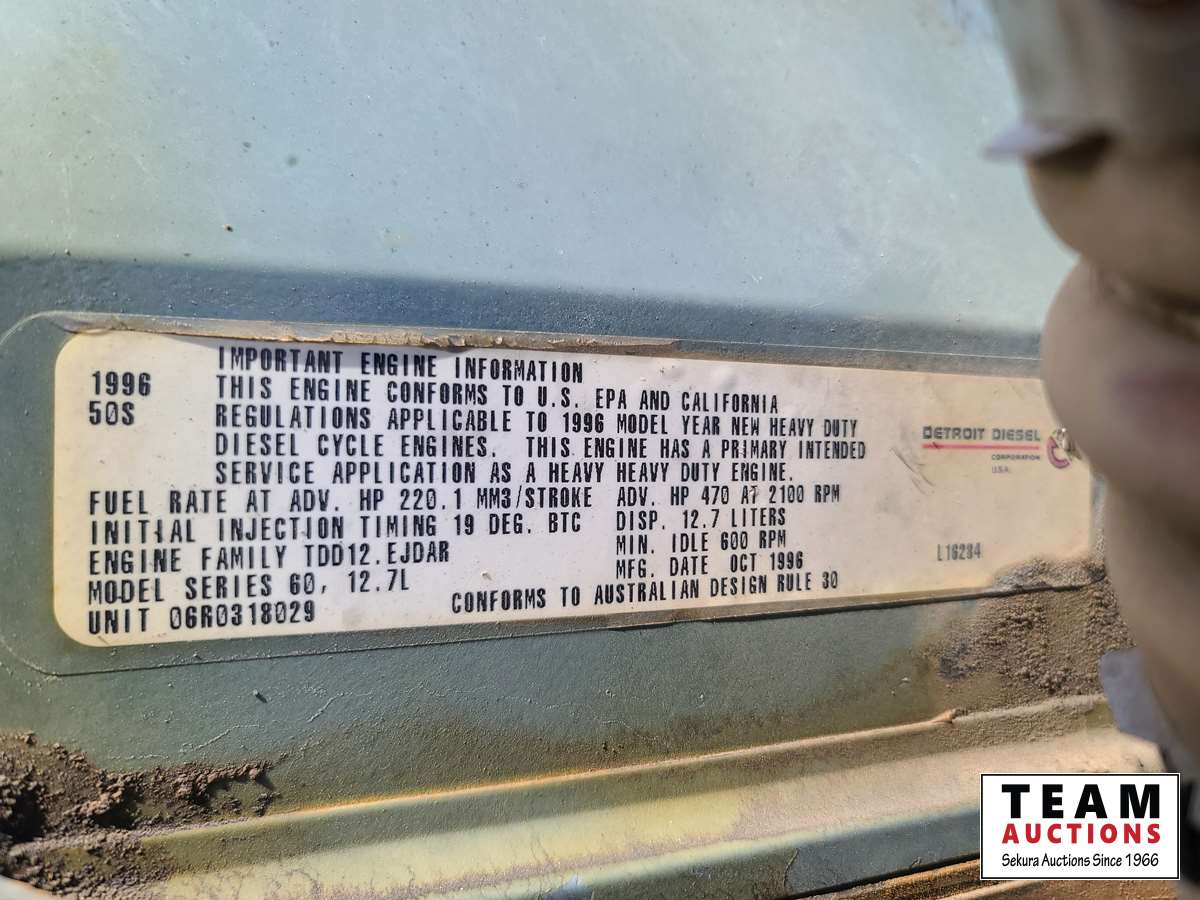 1996
50S
IMPORTANT ENGINE INFORMATION
THIS ENGINE CONFORMS TO U.S. EPA AND CALIFORNIA
REGULATIONS APPLICABLE TO 1996 MODEL YEAR NEW HEAVY DUTY
DIESEL CYCLE ENGINES. THIS ENGINE HAS A PRIMARY INTENDED
SERVICE APPLICATION AS A HEAVY HEAVY DUTY ENGINE.
FUEL RATE AT ADV. HP 220.1 MM3/STROKE ADV. HP 470 AT 2100 RPM
INITIAL INJECTION TIMING 19 DEG. BTC DISP. 12.7 LITERS
ENGINE FAMILY TDD12.EJDAR MIN. IDLE 600 RPM
MODEL SERIES 60, 12.7L MFG. DATE OCT 1996
UNIT 06R0318029 CONFORMS TO AUSTRALIAN DESIGN RULE 30
DETROIT DIESEL
CORPORATION
U.S.A.
L16284
TEAM
AUCTIONS
Sekura Auctions Since 1966